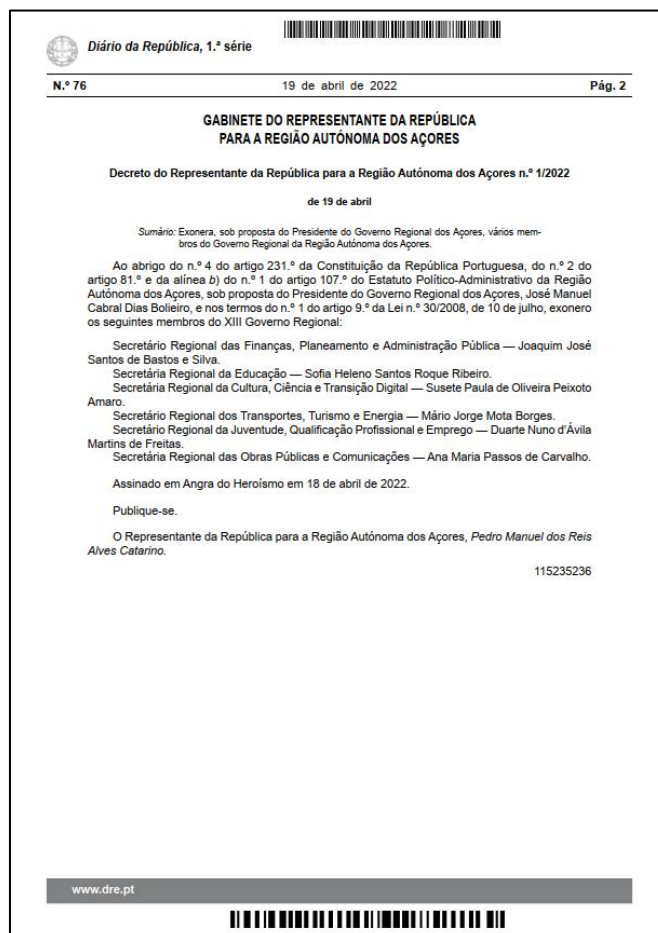 Diário da República, 1.ª série
N.º 76 19 de abril de 2022 Pág. 2
GABINETE DO REPRESENTANTE DA REPÚBLICA
PARA A REGIÃO AUTÓNOMA DOS AÇORES
Decreto do Representante da República para a Região Autónoma dos Açores n.º 1/2022
de 19 de abril
Sumário: Exonera, sob proposta do Presidente do Governo Regional dos Açores, vários mem-
bros do Governo Regional da Região Autónoma dos Açores.
Ao abrigo do n.º 4 do artigo 231.º da Constituição da República Portuguesa, do n.º 2 do
artigo 81.º e da alínea b) do n.º 1 do artigo 107.º do Estatuto Político-Administrativo da Região
Autónoma dos Açores, sob proposta do Presidente do Governo Regional dos Açores, José Manuel
Cabral Dias Bolieiro, e nos termos do n.º 1 do artigo 9.º da Lei n.º 30/2008, de 10 de julho, exonero
os seguintes membros do XIII Governo Regional:
Secretário Regional das Finanças, Planeamento e Administração Pública — Joaquim José
Santos de Bastos e Silva.
Secretária Regional da Educação — Sofia Heleno Santos Roque Ribeiro.
Secretária Regional da Cultura, Ciência e Transição Digital — Susete Paula de Oliveira Peixoto
Amaro.
Secretário Regional dos Transportes, Turismo e Energia — Mário Jorge Mota Borges.
Secretário Regional da Juventude, Qualificação Profissional e Emprego — Duarte Nuno d'Ávila
Martins de Freitas.
Secretária Regional das Obras Públicas e Comunicações — Ana Maria Passos de Carvalho.
Assinado em Angra do Heroísmo em 18 de abril de 2022.
Publique-se.
O Representante da República para a Região Autónoma dos Açores, Pedro Manuel dos Reis
Alves Catarino.
115235236
www.dre.pt